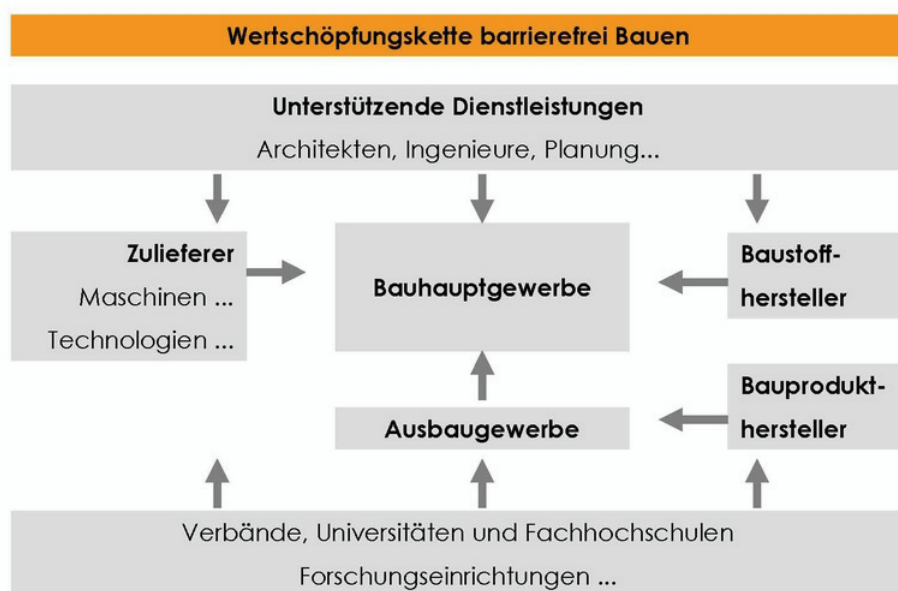 Wertschöpfungskette barrierefrei Bauen
Unterstützende Dienstleistungen
Architekten, Ingenieure, Planung...
Zulieferer
Maschinen ...
Technologien ...
Bauhauptgewerbe
Baustoff-
hersteller
Ausbaugewerbe
Bauprodukt-
hersteller
Verbände, Universitäten und Fachhochschulen
Forschungseinrichtungen ...